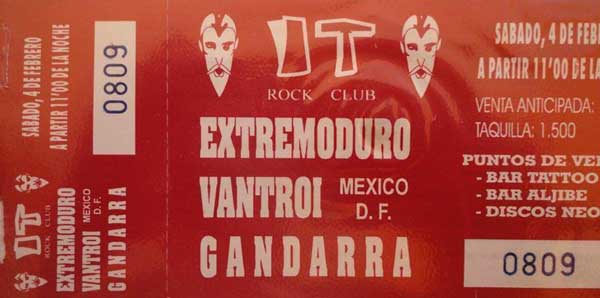 SABADO, 4 DE FEBRERO
A PARTIR 11'00 DE LA NOCHE
0809
IT
ROCK CLUB
EXTREMODURO
VANTROI MEXICO D. F.
GANDARRA
IT
ROCK CLUB
EXTREMODURO
VANTROI MEXICO
D. F.
GANDARRA
SABADO, 4 DE FEB
A PARTIR 11'00 DE LA
VENTA ANTICIPADA:
TAQUILLA: 1.500
PUNTOS DE VE
- BAR TATTOO
- BAR ALJIBE
- DISCOS NEO
0809